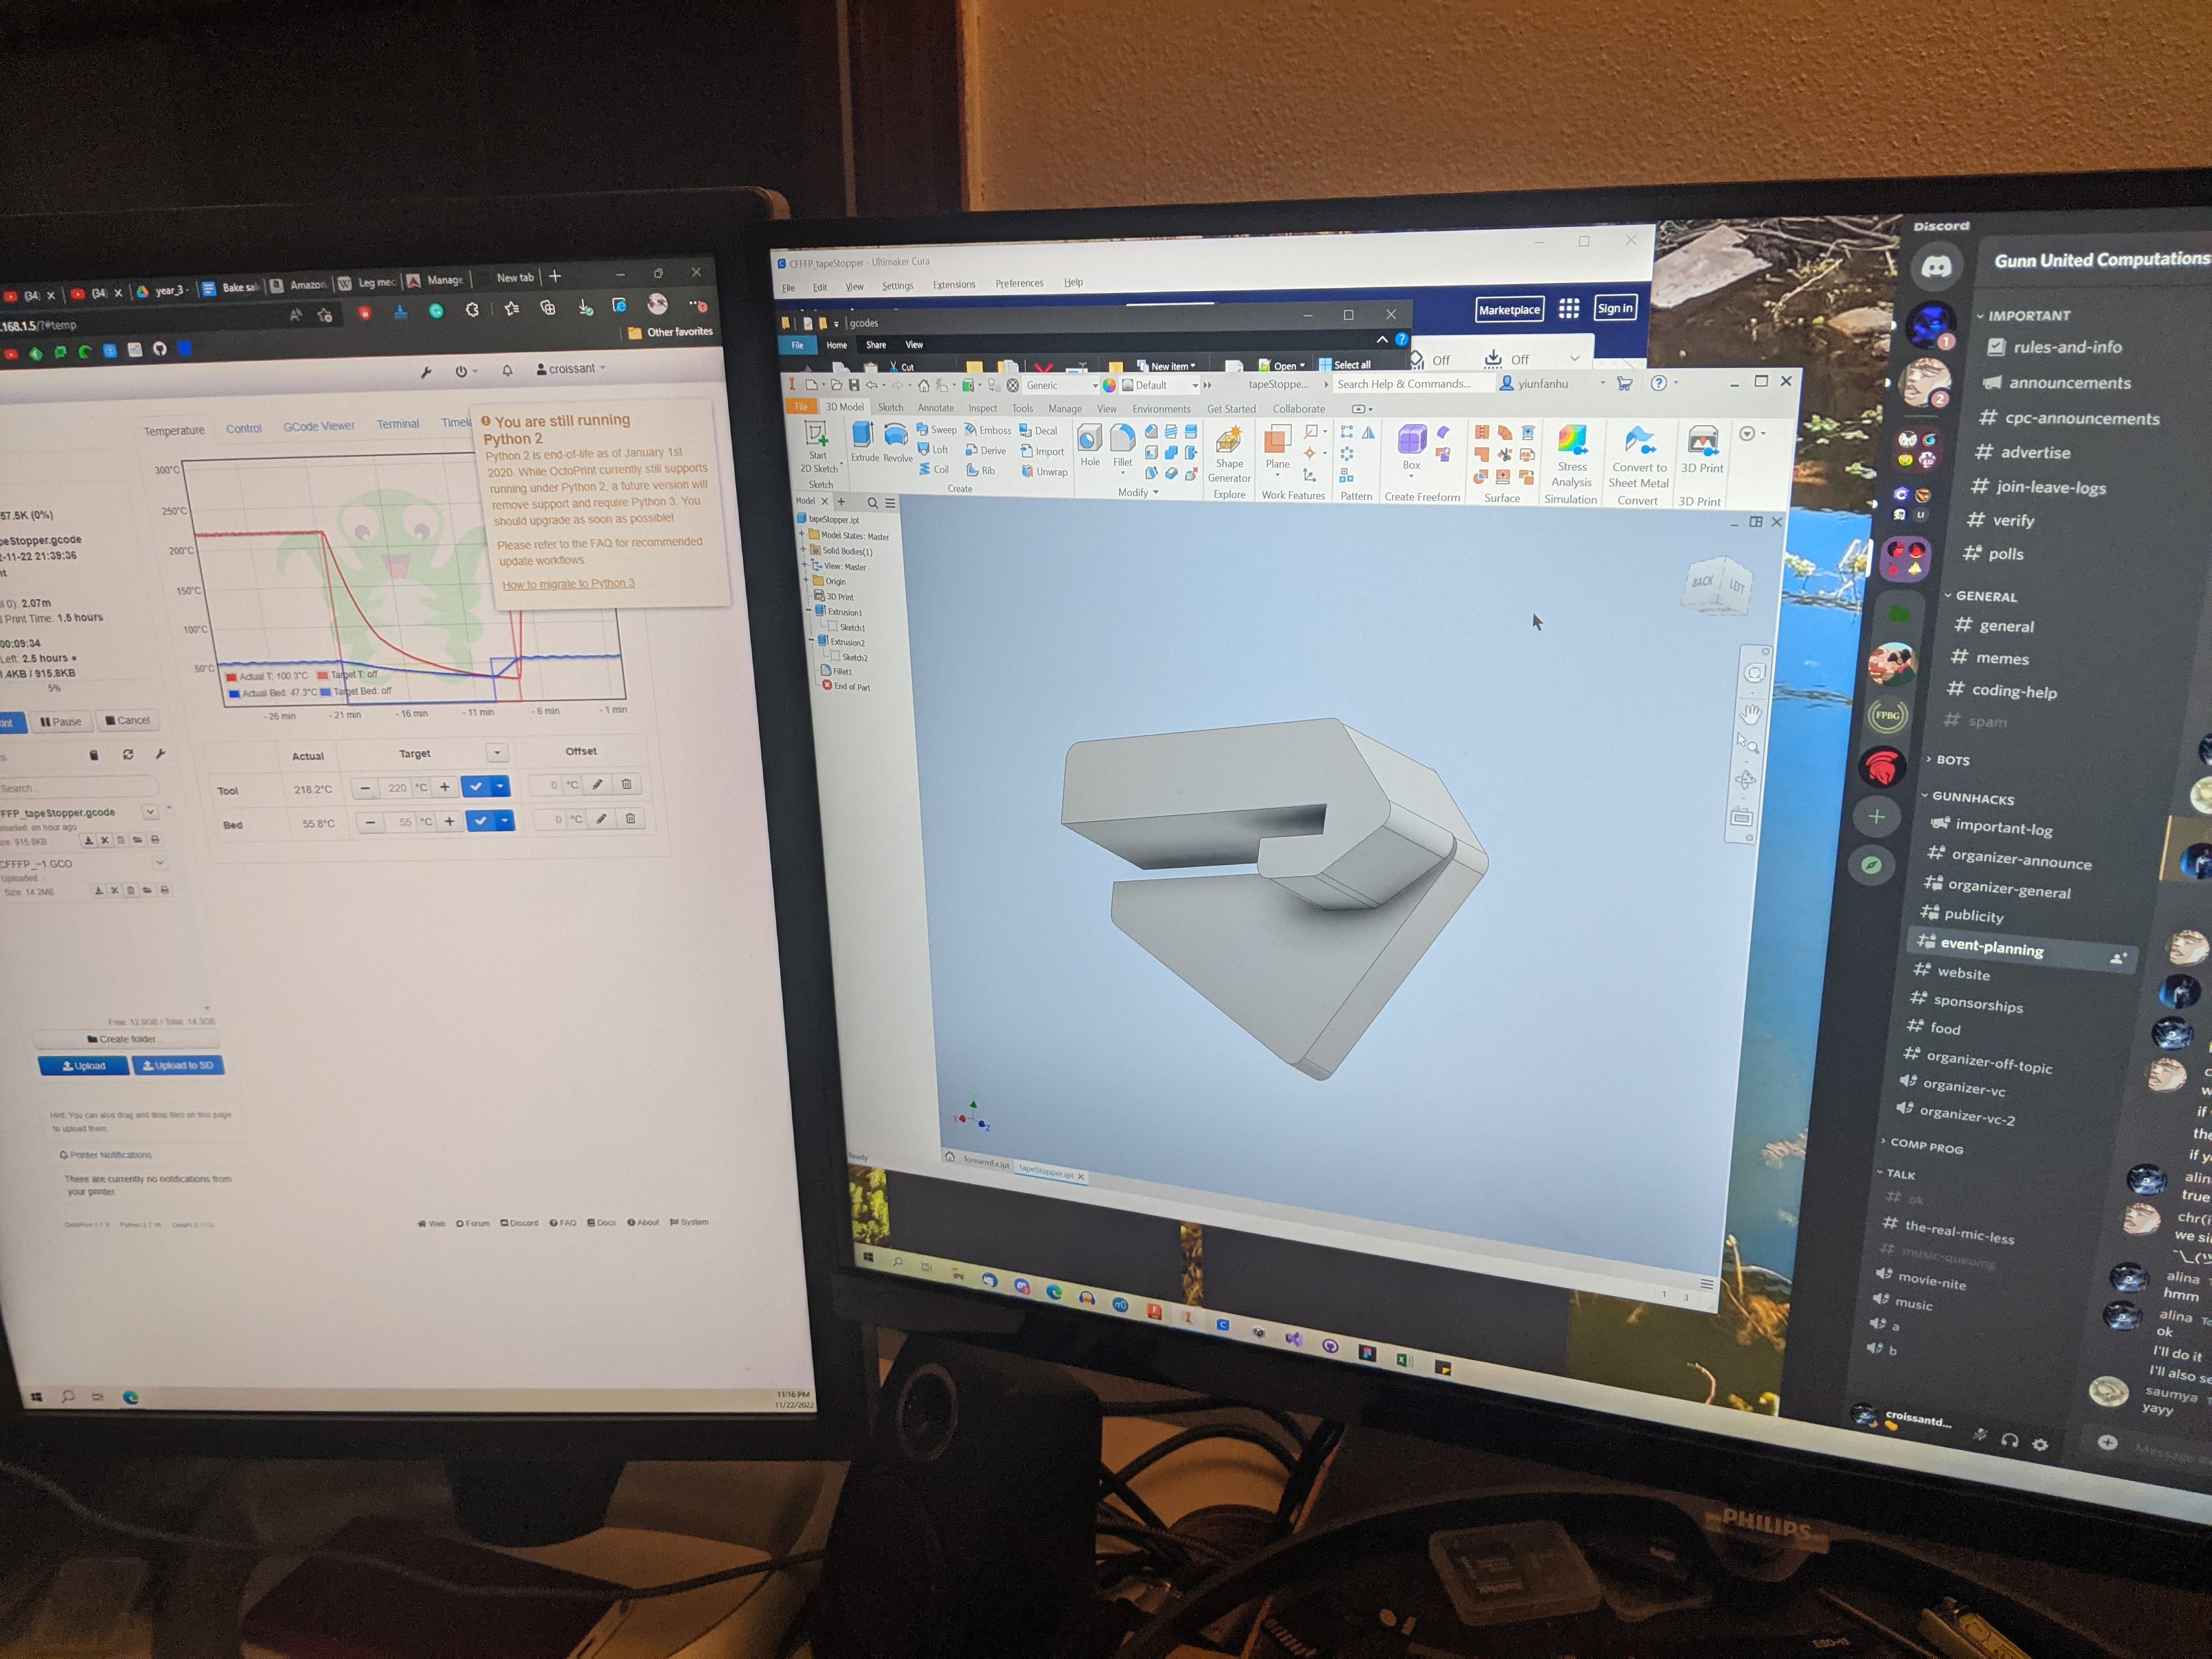 (34)
(34)
year_3 -
Bake sal
Amazon
Leg mec
Manage
New tab
.168.1.5/?#temp
Other favorites
croissant
Temperature
Control
GCode Viewer
Terminal
You are still running
Python 2
Python 2 is end-of-life as of January 1st
2020. While OctoPrint currently still supports
running under Python 2, a future version will
remove support and require Python 3. You
should upgrade as soon as possible!
Please refer to the FAQ for recommended
update workflows:
How to migrate to Python 3
300°C
250°C
200°C
150°C
100°C
50°C
Actual T: 100.3°C
Target T: off
Actual Bed: 47.3°C
Target Bed: off
- 26 min
- 21 min
- 16 min
- 11 min
- 6 min
- 1 min
57.5K (0%)
peStopper.gcode
-11-22 21:39:36
2.07m
Print Time: 1.5 hours
00:09:34
Left: 2.5 hours
.4KB / 915.8KB
5%
Pause
Cancel
Search...
FFP_tapeStopper.gcode
Uploaded: an hour ago
Size: 915.8KB
CFFFP_~1.GCO
Uploaded: -
Size: 14.2MB
Actual
Target
Offset
Tool
218.2°C
220
°C
0
°C
Bed
55.8°C
55
°C
0
°C
Free: 12.9GB / Total: 14.3GB
Create folder
Upload
Upload to SD
Hint: You can also drag and drop files on this page
to upload them.
Printer Notifications
There are currently no notifications from
your printer.
Web
Forum
Discord
FAQ
Docs
About
System
11:16 PM
11/22/2022
CFFFP_tapeStopper - Ultimaker Cura
File
Edit
View
Settings
Extensions
Preferences
Help
Marketplace
Sign in
gcodes
File
Home
Share
View
Cut
New item
Open
Select all
Off
Off
Generic
Default
tapeStoppe...
Search Help & Commands...
yiunfanhu
File
3D Model
Sketch
Annotate
Inspect
Tools
Manage
View
Environments
Get Started
Collaborate
Start
2D Sketch
Sketch
Extrude
Revolve
Sweep
Emboss
Decal
Loft
Derive
Import
Coil
Rib
Unwrap
Create
Hole
Fillet
Modify
Shape
Generator
Explore
Plane
Work Features
Pattern
Box
Create Freeform
Surface
Stress
Analysis
Simulation
Convert to
Sheet Metal
Convert
3D Print
3D Print
Model
tapeStopper.ipt
Model States: Master
Solid Bodies(1)
View: Master
Origin
3D Print
Extrusion1
Sketch1
Extrusion2
Sketch2
Fillet1
End of Part
BACK
LEFT
X
Z
Ready
forearmEx.ipt
tapeStopper.ipt
1
3
Discord
Gunn United Computations
1
2
FPBG
IMPORTANT
rules-and-info
announcements
cpc-announcements
advertise
join-leave-logs
verify
polls
GENERAL
general
memes
coding-help
spam
BOTS
GUNNHACKS
important-log
organizer-announce
organizer-general
publicity
event-planning
website
sponsorships
food
organizer-off-topic
organizer-vc
organizer-vc-2
COMP PROG
TALK
ok
the-real-mic-less
music-queuing
movie-nite
music
a
b
croissantd...
if
the
if y
alin
true
chr(i
we si
alina
hmm
alina
ok
I'll do it
I'll also se
saumya
yayy
Message
PHILIPS